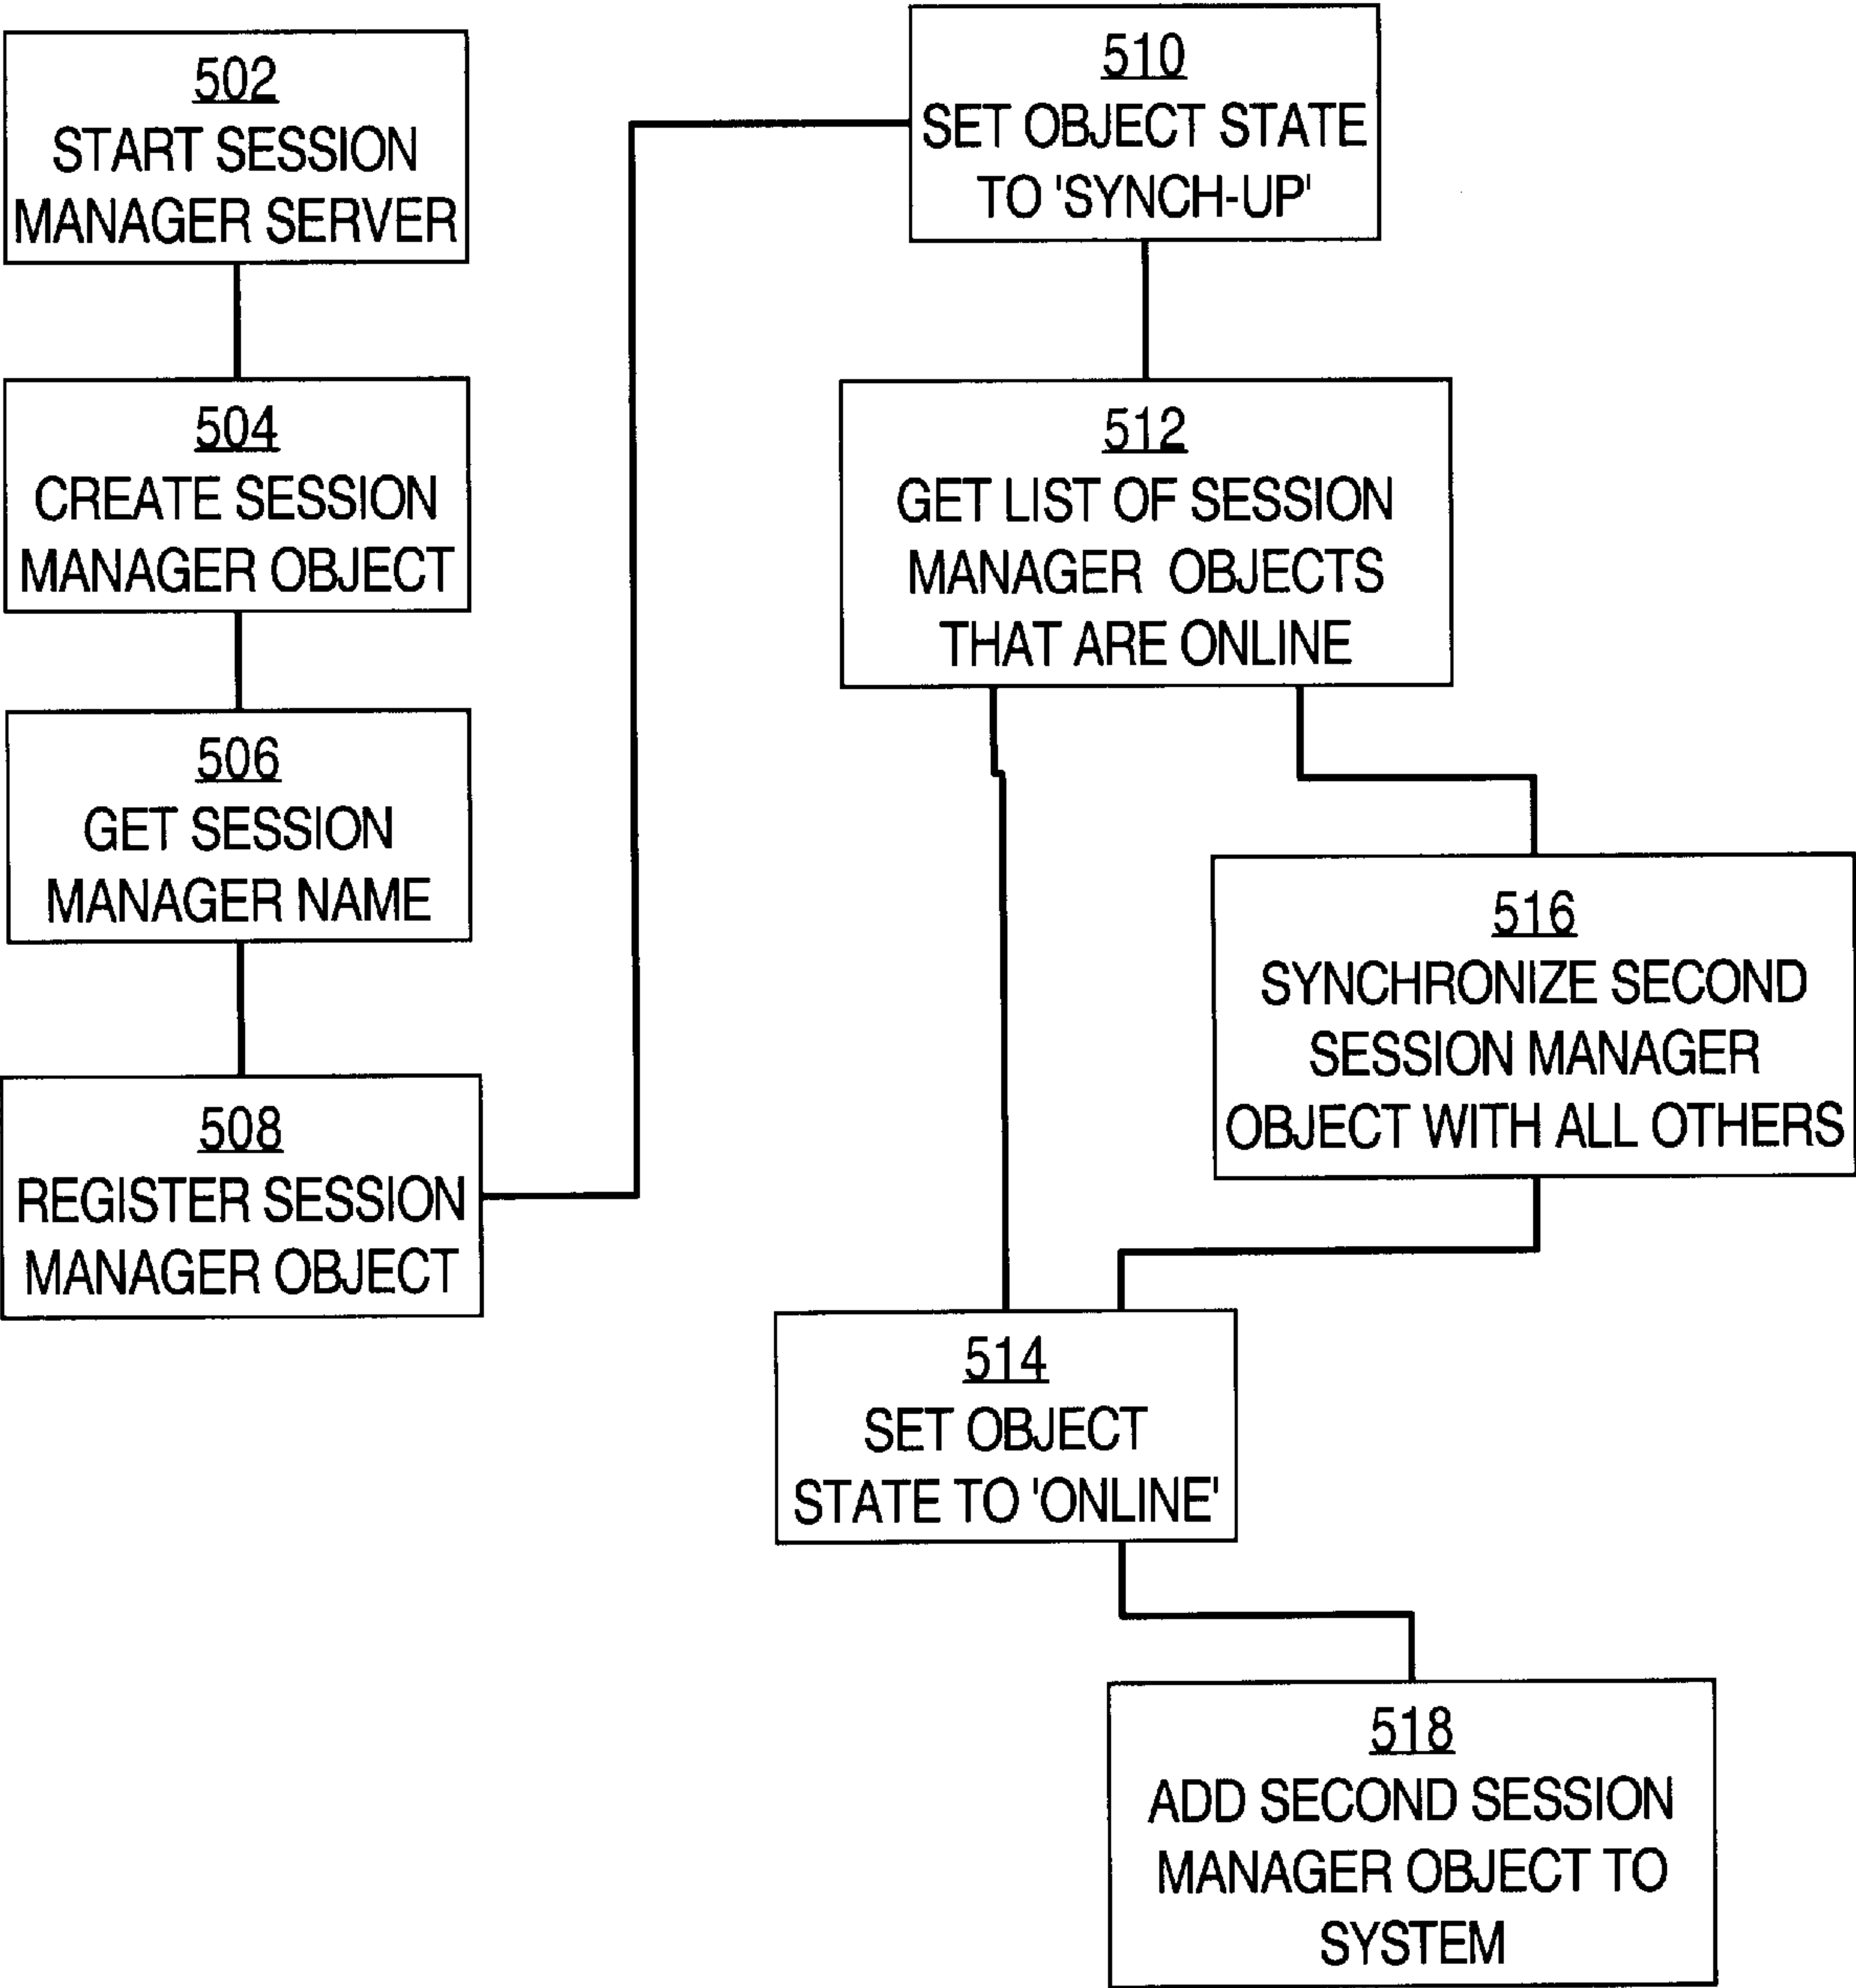 502
START SESSION
MANAGER SERVER
504
CREATE SESSION
MANAGER OBJECT
506
GET SESSION
MANAGER NAME
508
REGISTER SESSION
MANAGER OBJECT
510
SET OBJECT STATE
TO 'SYNCH-UP'
512
GET LIST OF SESSION
MANAGER OBJECTS
THAT ARE ONLINE
516
SYNCHRONIZE SECOND
SESSION MANAGER
OBJECT WITH ALL OTHERS
514
SET OBJECT
STATE TO 'ONLINE'
518
ADD SECOND SESSION
MANAGER OBJECT TO
SYSTEM